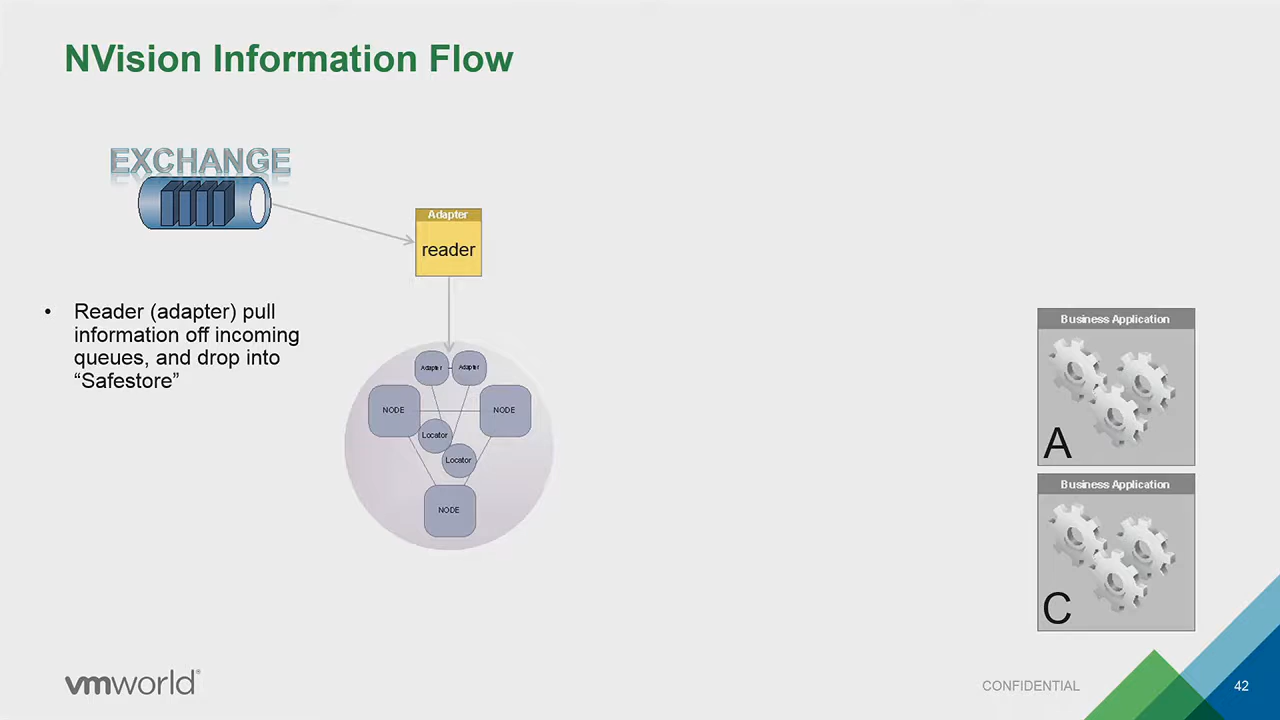 NVision Information Flow
EXCHANGE
Adapter
reader
• Reader (adapter) pull
information off incoming
queues, and drop into
“Safestore”
Adapter
Adapter
NODE
NODE
Locator
Locator
NODE
Business Application
A
Business Application
C
vmworld®
CONFIDENTIAL
42